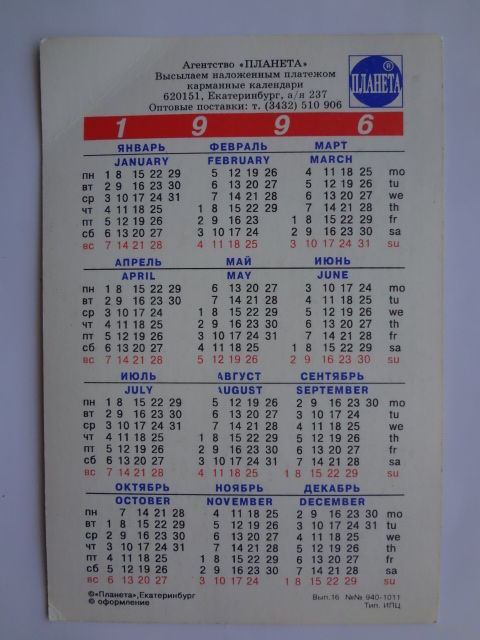 Агентство «ПЛАНЕТА»
Высылаем наложенным платежом
карманные календари
620151, Екатеринбург, а/я 237
Оптовые поставки: т. (3432) 510 906
ПЛАНЕТА ®
1 9 9 6
ЯНВАРЬ ФЕВРАЛЬ МАРТ
JANUARY FEBRUARY MARCH
пн 1 8 15 22 29 5 12 19 26 4 11 18 25 mo
вт 2 9 16 23 30 6 13 20 27 5 12 19 26 tu
ср 3 10 17 24 31 7 14 21 28 6 13 20 27 we
чт 4 11 18 25 1 8 15 22 29 7 14 21 28 th
пт 5 12 19 26 2 9 16 23 1 8 15 22 29 fr
сб 6 13 20 27 3 10 17 24 2 9 16 23 30 sa
вс 7 14 21 28 4 11 18 25 3 10 17 24 31 su
АПРЕЛЬ МАЙ ИЮНЬ
APRIL MAY JUNE
пн 1 8 15 22 29 6 13 20 27 3 10 17 24 mo
вт 2 9 16 23 30 7 14 21 28 4 11 18 25 tu
ср 3 10 17 24 1 8 15 22 29 5 12 19 26 we
чт 4 11 18 25 2 9 16 23 30 6 13 20 27 th
пт 5 12 19 26 3 10 17 24 31 7 14 21 28 fr
сб 6 13 20 27 4 11 18 25 1 8 15 22 29 sa
вс 7 14 21 28 5 12 19 26 2 9 16 23 30 su
ИЮЛЬ АВГУСТ СЕНТЯБРЬ
JULY AUGUST SEPTEMBER
пн 1 8 15 22 29 5 12 19 26 2 9 16 23 30 mo
вт 2 9 16 23 30 6 13 20 27 3 10 17 24 tu
ср 3 10 17 24 31 7 14 21 28 4 11 18 25 we
чт 4 11 18 25 1 8 15 22 29 5 12 19 26 th
пт 5 12 19 26 2 9 16 23 30 6 13 20 27 fr
сб 6 13 20 27 3 10 17 24 31 7 14 21 28 sa
вс 7 14 21 28 4 11 18 25 1 8 15 22 29 su
ОКТЯБРЬ НОЯБРЬ ДЕКАБРЬ
OCTOBER NOVEMBER DECEMBER
пн 7 14 21 28 4 11 18 25 2 9 16 23 30 mo
вт 1 8 15 22 29 5 12 19 26 3 10 17 24 31 tu
ср 2 9 16 23 30 6 13 20 27 4 11 18 25 we
чт 3 10 17 24 31 7 14 21 28 5 12 19 26 th
пт 4 11 18 25 1 8 15 22 29 6 13 20 27 fr
сб 5 12 19 26 2 9 16 23 30 7 14 21 28 sa
вс 6 13 20 27 3 10 17 24 1 8 15 22 29 su
©«Планета»,Екатеринбург Вып.16 №№ 940-1011
© оформление Тип. ИПЦ